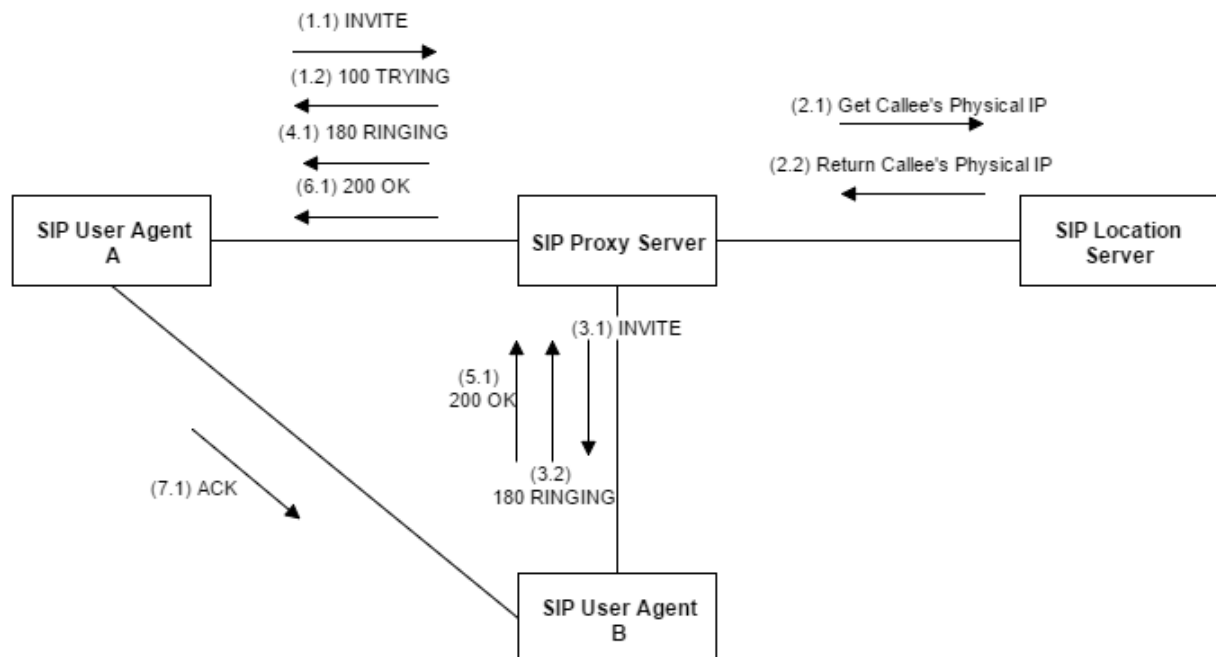 (1.1) INVITE
(1.2) 100 TRYING
(4.1) 180 RINGING
(6.1) 200 OK
(2.1) Get Callee's Physical IP
(2.2) Return Callee's Physical IP
SIP User Agent
A
SIP Proxy Server
SIP Location
Server
(3.1) INVITE
(5.1)
200 OK
(3.2)
180 RINGING
(7.1) ACK
SIP User Agent
B